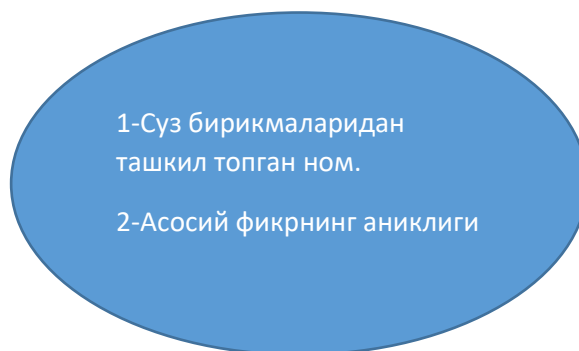 1-Суз бирикмаларидан
ташкил топган ном.
2-Асосий фикрнинг аниклиги